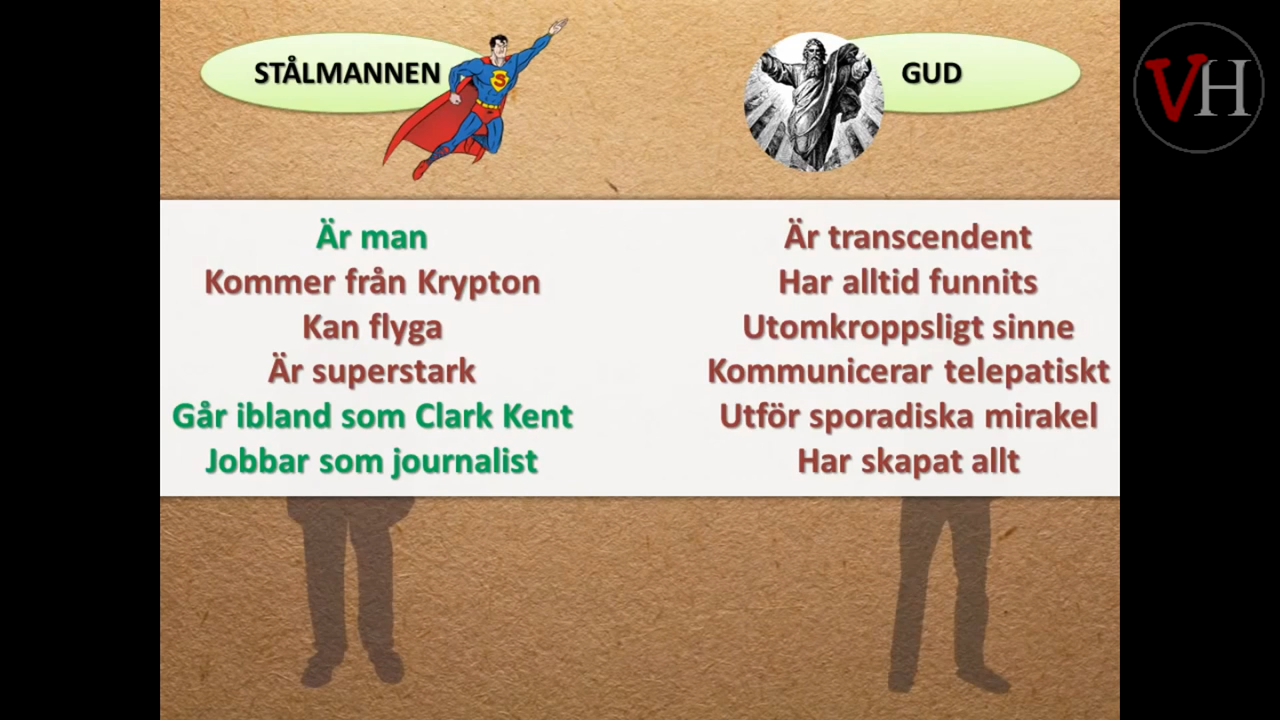 STÅLMANNEN
S
GUD
VH
Är man
Kommer från Krypton
Kan flyga
Är superstark
Går ibland som Clark Kent
Jobbar som journalist
Är transcendent
Har alltid funnits
Utomkroppsligt sinne
Kommunicerar telepatiskt
Utför sporadiska mirakel
Har skapat allt